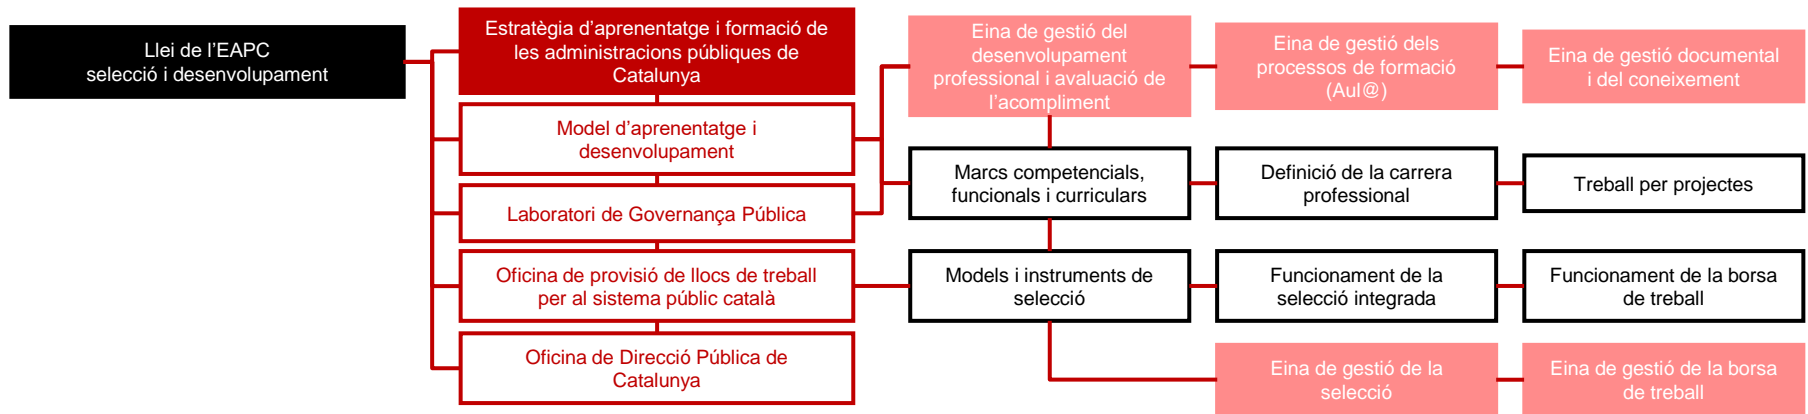 Llei de l’EAPC
selecció i desenvolupament
Estratègia d’aprenentatge i formació de
les administracions públiques de
Catalunya
Model d’aprenentatge i
desenvolupament
Laboratori de Governança Pública
Oficina de provisió de llocs de treball
per al sistema públic català
Oficina de Direcció Pública de
Catalunya
Eina de gestió del
desenvolupament
professional i avaluació de
l’acompliment
Eina de gestió dels
processos de formació
(Aul@)
Eina de gestió documental
i del coneixement
Marcs competencials,
funcionals i curriculars
Definició de la carrera
professional
Treball per projectes
Models i instruments de
selecció
Funcionament de la
selecció integrada
Funcionament de la borsa
de treball
Eina de gestió de la
selecció
Eina de gestió de la borsa
de treball